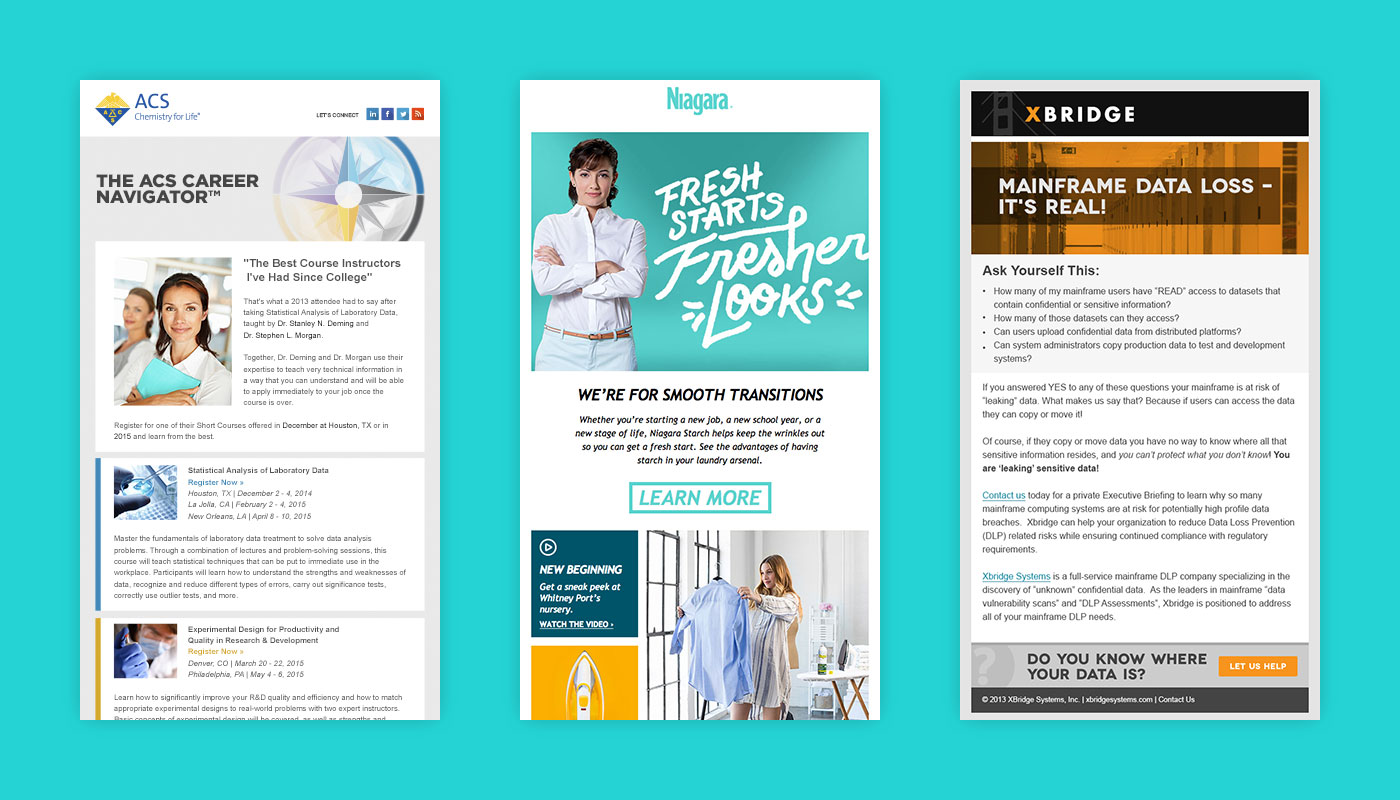 ACS
Chemistry for Life®
LET'S CONNECT
THE ACS CAREER
NAVIGATOR™
"The Best Course Instructors
I've Had Since College"
That's what a 2013 attendee had to say after
taking Statistical Analysis of Laboratory Data,
taught by Dr. Stanley N. Deming and
Dr. Stephen L. Morgan.
Together, Dr. Deming and Dr. Morgan use their
expertise to teach very technical information in
a way that you can understand and will be able
to apply immediately to your job once the
course is over.
Register for one of their Short Courses offered in December at Houston, TX or in
2015 and learn from the best.
Statistical Analysis of Laboratory Data
Register Now »
Houston, TX | December 2 - 4, 2014
La Jolla, CA | February 2 - 4, 2015
New Orleans, LA | April 8 - 10, 2015
Master the fundamentals of laboratory data treatment to solve data analysis
problems. Through a combination of lectures and problem-solving sessions, this
course will teach statistical techniques that can be put to immediate use in the
workplace. Participants will learn how to understand the strengths and weaknesses of
data, recognize and reduce different types of errors, carry out significance tests,
correctly use outlier tests, and more.
Experimental Design for Productivity and
Quality in Research & Development
Register Now »
Denver, CO | March 20 - 22, 2015
Philadelphia, PA | May 4 - 6, 2015
Learn how to significantly improve your R&D quality and efficiency and how to match
appropriate experimental designs to real-world problems with two expert instructors.
Basic concepts of experimental design will be covered, as well as strengths and
Niagara
FRESH
STARTS
Fresher
LOOKS
WE'RE FOR SMOOTH TRANSITIONS
Whether you're starting a new job, a new school year, or a
new stage of life, Niagara Starch helps keep the wrinkles out
so you can get a fresh start. See the advantages of having
starch in your laundry arsenal.
LEARN MORE
NEW BEGINNING
Get a sneak peek at
Whitney Port's
nursery.
WATCH THE VIDEO ›
XBRIDGE
MAINFRAME DATA LOSS -
IT'S REAL!
Ask Yourself This:
• How many of my mainframe users have "READ" access to datasets that
contain confidential or sensitive information?
• How many of those datasets can they access?
• Can users upload confidential data from distributed platforms?
• Can system administrators copy production data to test and development
systems?
If you answered YES to any of these questions your mainframe is at risk of
"leaking" data. What makes us say that? Because if users can access the data
they can copy or move it!
Of course, if they copy or move data you have no way to know where all that
sensitive information resides, and you can't protect what you don't know! You
are 'leaking' sensitive data!
Contact us today for a private Executive Briefing to learn why so many
mainframe computing systems are at risk for potentially high profile data
breaches. Xbridge can help your organization to reduce Data Loss Prevention
(DLP) related risks while ensuring continued compliance with regulatory
requirements.
Xbridge Systems is a full-service mainframe DLP company specializing in the
discovery of "unknown" confidential data. As the leaders in mainframe "data
vulnerability scans" and "DLP Assessments", Xbridge is positioned to address
all of your mainframe DLP needs.
DO YOU KNOW WHERE
YOUR DATA IS?
LET US HELP
© 2013 XBridge Systems, Inc. | xbridgesystems.com | Contact Us